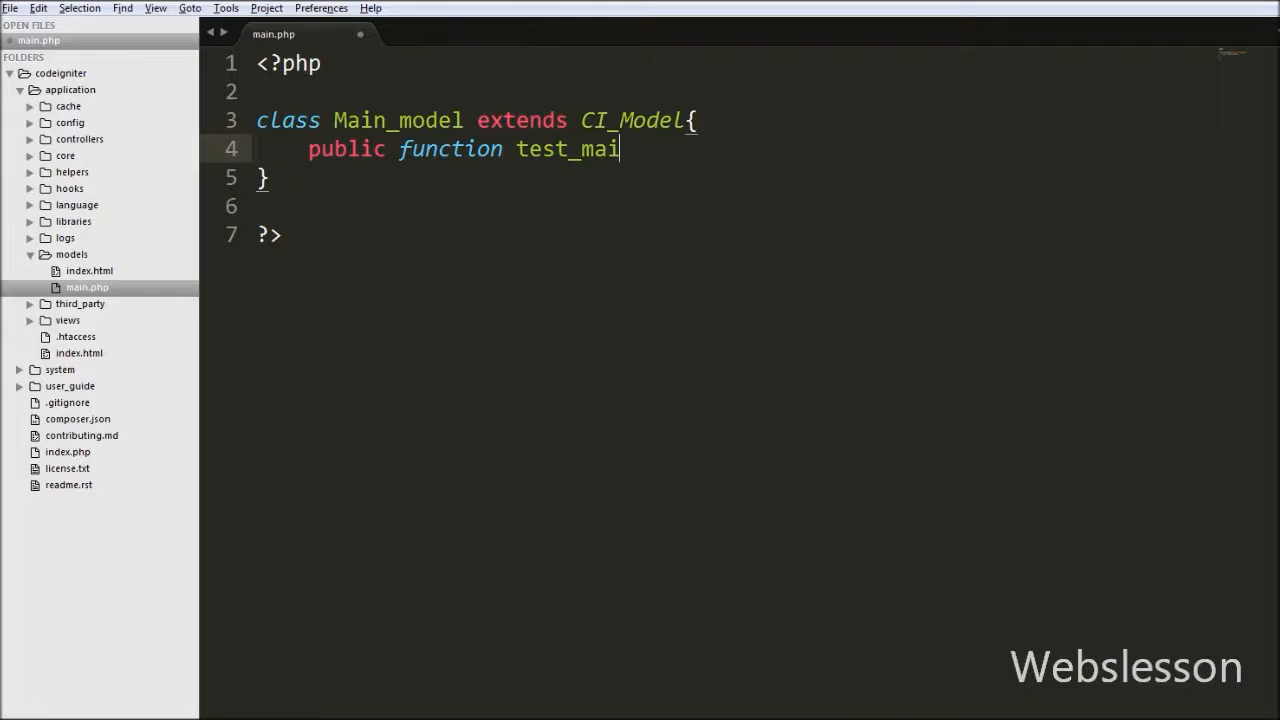 File Edit Selection Find View Goto Tools Project Preferences Help
OPEN FILES
main.php
FOLDERS
codeigniter
application
cache
config
controllers
core
helpers
hooks
language
libraries
logs
models
index.html
main.php
third_party
views
.htaccess
index.html
system
user_guide
.gitignore
composer.json
contributing.md
index.php
license.txt
readme.rst
main.php
1 <?php
2
3 class Main_model extends CI_Model{
4 public function test_mai
5 }
6
7 ?>
Webslesson